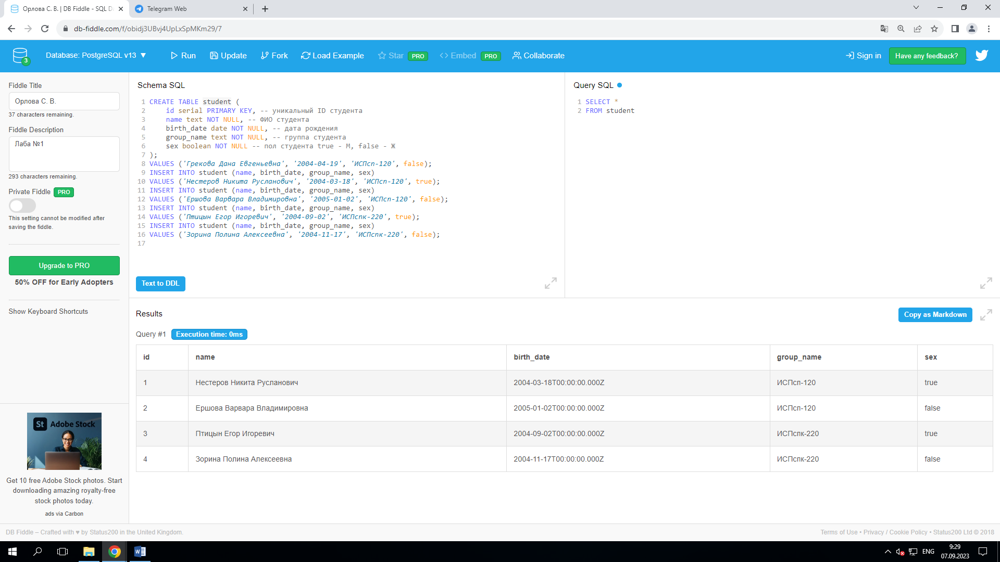 Орлова С. В. | DB Fiddle - SQL D
Telegram Web
db-fiddle.com/f/obidj3UBvj4UpLxSpMKm29/7
3
Database: PostgreSQL v13 ▼
Run
Update
Fork
Load Example
Star PRO
Embed PRO
Collaborate
Sign in
Have any feedback?
Fiddle Title
Орлова С. В.
37 characters remaining.
Fiddle Description
Лаба №1
293 characters remaining.
Private Fiddle PRO
This setting cannot be modified after
saving the fiddle.
Upgrade to PRO
50% OFF for Early Adopters
Show Keyboard Shortcuts
St Adobe Stock
Get 10 free Adobe Stock photos. Start
downloading amazing royalty-free
stock photos today.
ads via Carbon
Schema SQL
1 CREATE TABLE student (
2 id serial PRIMARY KEY, -- уникальный ID студента
3 name text NOT NULL, -- ФИО студента
4 birth_date date NOT NULL, -- дата рождения
5 group_name text NOT NULL, -- группа студента
6 sex boolean NOT NULL -- пол студента true - М, false - Ж
7 );
8 VALUES ('Грекова Дана Евгеньевна', '2004-04-19', 'ИСПсп-120', false);
9 INSERT INTO student (name, birth_date, group_name, sex)
10 VALUES ('Нестеров Никита Русланович', '2004-03-18', 'ИСПсп-120', true);
11 INSERT INTO student (name, birth_date, group_name, sex)
12 VALUES ('Ершова Варвара Владимировна', '2005-01-02', 'ИСПсп-120', false);
13 INSERT INTO student (name, birth_date, group_name, sex)
14 VALUES ('Птицын Егор Игоревич', '2004-09-02', 'ИСПспк-220', true);
15 INSERT INTO student (name, birth_date, group_name, sex)
16 VALUES ('Зорина Полина Алексеевна', '2004-11-17', 'ИСПспк-220', false);
17
Text to DDL
Query SQL
1 SELECT *
2 FROM student
Results
Copy as Markdown
Query #1 Execution time: 0ms
id name birth_date group_name sex
1 Нестеров Никита Русланович 2004-03-18T00:00:00.000Z ИСПсп-120 true
2 Ершова Варвара Владимировна 2005-01-02T00:00:00.000Z ИСПсп-120 false
3 Птицын Егор Игоревич 2004-09-02T00:00:00.000Z ИСПспк-220 true
4 Зорина Полина Алексеевна 2004-11-17T00:00:00.000Z ИСПспк-220 false
DB Fiddle – Crafted with ♥ by Status200 in the United Kingdom.
Terms of Use • Privacy / Cookie Policy • Status200 Ltd © 2018
W
ENG
9:29
07.09.2023